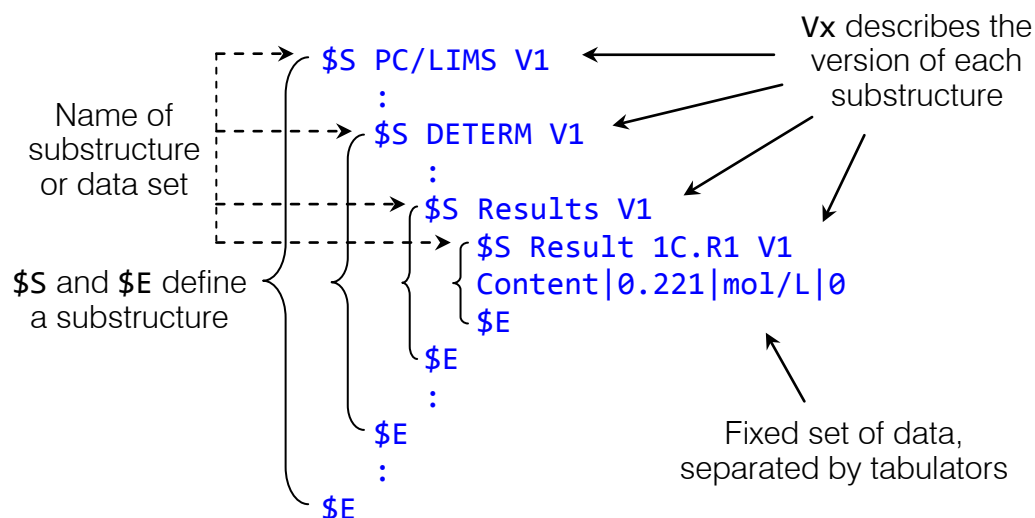 $S PC/LIMS V1
:
$S DETERM V1
:
$S Results V1
$S Result 1C.R1 V1
Content|0.221|mol/L|0
$E
$E
:
$E
:
$E
Name of
substructure
or data set
$S and $E define
a substructure
Vx describes the
version of each
substructure
Fixed set of data,
separated by tabulators